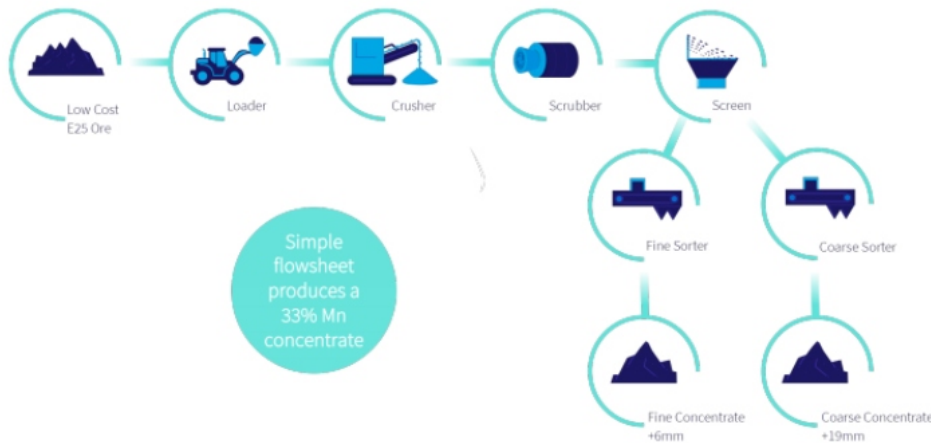 Low Cost
E25 Ore
Loader
Crusher
Scrubber
Screen
Fine Sorter
Coarse Sorter
Simple
flowsheet
produces a
33% Mn
concentrate
Fine Concentrate
+6mm
Coarse Concentrate
+19mm